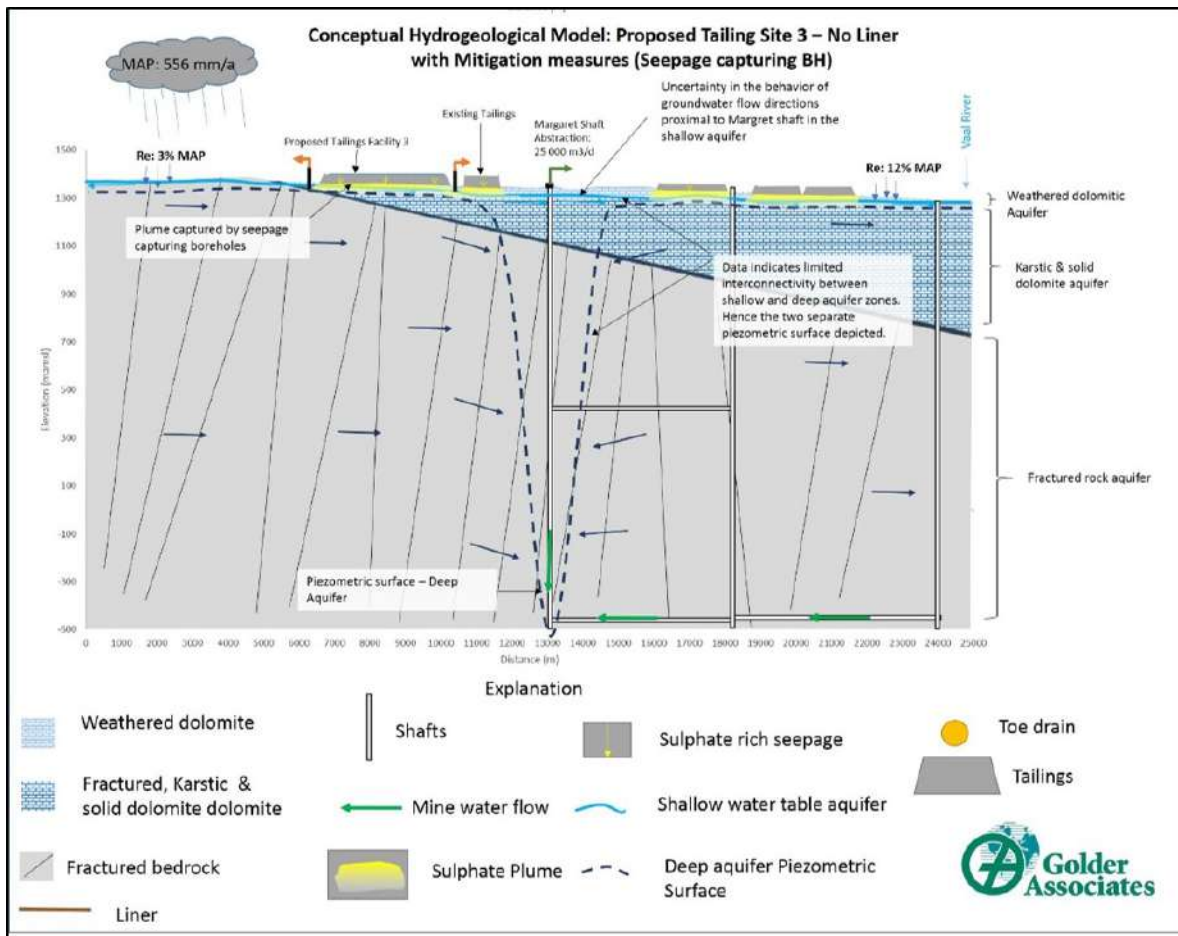 Conceptual Hydrogeological Model: Proposed Tailing Site 3 – No Liner
with Mitigation measures (Seepage capturing BH)
MAP: 556 mm/a
Uncertainty in the behavior of
groundwater flow directions
proximal to Margret shaft in the
shallow aquifer
Existing Tailings
Margaret Shaft
Abstraction:
25 000 m3/d
Proposed Tailings Facility 3
Vaal River
Re: 3% MAP
Re: 12% MAP
Weathered dolomitic
Aquifer
Plume captured by seepage
capturing boreholes
Data indicates limited
interconnectivity between
shallow and deep aquifer zones.
Hence the two separate
piezometric surface depicted.
Karstic & solid
dolomite aquifer
Fractured rock aquifer
Piezometric surface – Deep
Aquifer
1500
1300
1100
900
700
500
300
100
-100
-300
-500
0 1000 2000 3000 4000 5000 6000 7000 8000 9000 10000 11000 12000 13000 14000 15000 16000 17000 18000 19000 20000 21000 22000 23000 24000 25000
Distance (m)
Explanation
Weathered dolomite
Shafts
Sulphate rich seepage
Toe drain
Tailings
Fractured, Karstic &
solid dolomite dolomite
Mine water flow
Shallow water table aquifer
Fractured bedrock
Sulphate Plume
Deep aquifer Piezometric
Surface
Liner
Golder
Associates